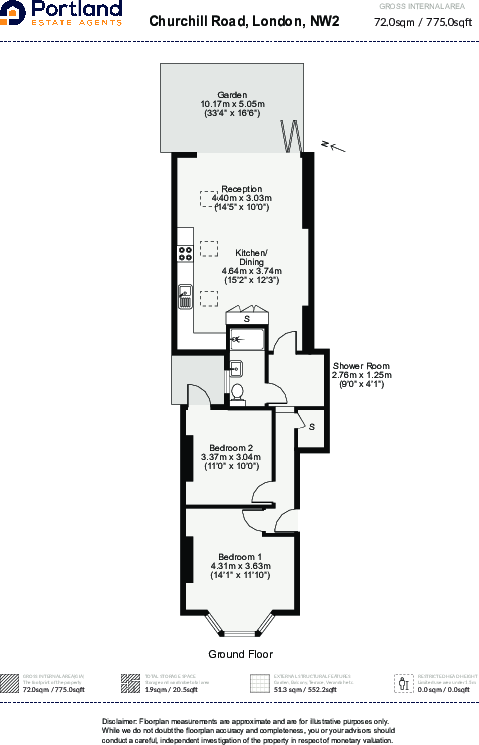 Portland
ESTATE AGENTS
Churchill Road, London, NW2
GROSS INTERNAL AREA
72.0sqm / 775.0sqft
Garden
10.17m x 5.05m
(33'4" x 16'6")
N
Reception
4.40m x 3.03m
(14'5" x 10'0")
Kitchen/
Dining
4.64m x 3.74m
(15'2" x 12'3")
S
Shower Room
2.76m x 1.25m
(9'0" x 4'1")
S
Bedroom 2
3.37m x 3.04m
(11'0" x 10'0")
Bedroom 1
4.31m x 3.63m
(14'1" x 11'10")
Ground Floor
GROSS INTERNAL AREA (GIA)
The footprint of the property
72.0sqm / 775.0sqft
TOTAL STORAGE SPACE
1.9sqm / 20.5sqft
EXTERNAL STRUCTURAL FEATURES
51.3 sqm / 552.2sqft
RESTRICTED HEAD HEIGHT
0.0 sqm / 0.0sqft
Disclaimer: Floorplan measurements are approximate and are for illustrative purposes only.
While we do not doubt the floorplan accuracy and completeness, you or your advisors should
conduct a careful, independent investigation of the property in respect of monetary valuation.